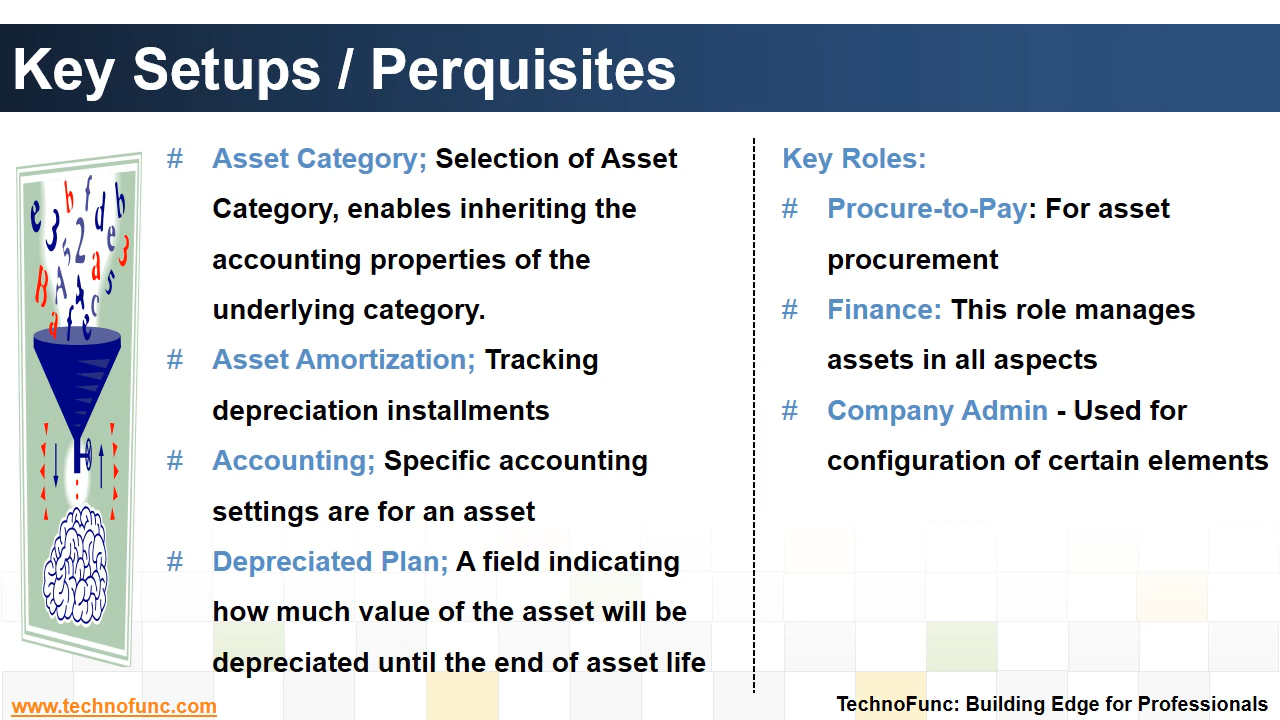 Key Setups / Perquisites
# Asset Category; Selection of Asset
Category, enables inheriting the
accounting properties of the
underlying category.
# Asset Amortization; Tracking
depreciation installments
# Accounting; Specific accounting
settings are for an asset
# Depreciated Plan; A field indicating
how much value of the asset will be
depreciated until the end of asset life
Key Roles:
# Procure-to-Pay: For asset
procurement
# Finance: This role manages
assets in all aspects
# Company Admin - Used for
configuration of certain elements
www.technofunc.com
TechnoFunc: Building Edge for Professionals